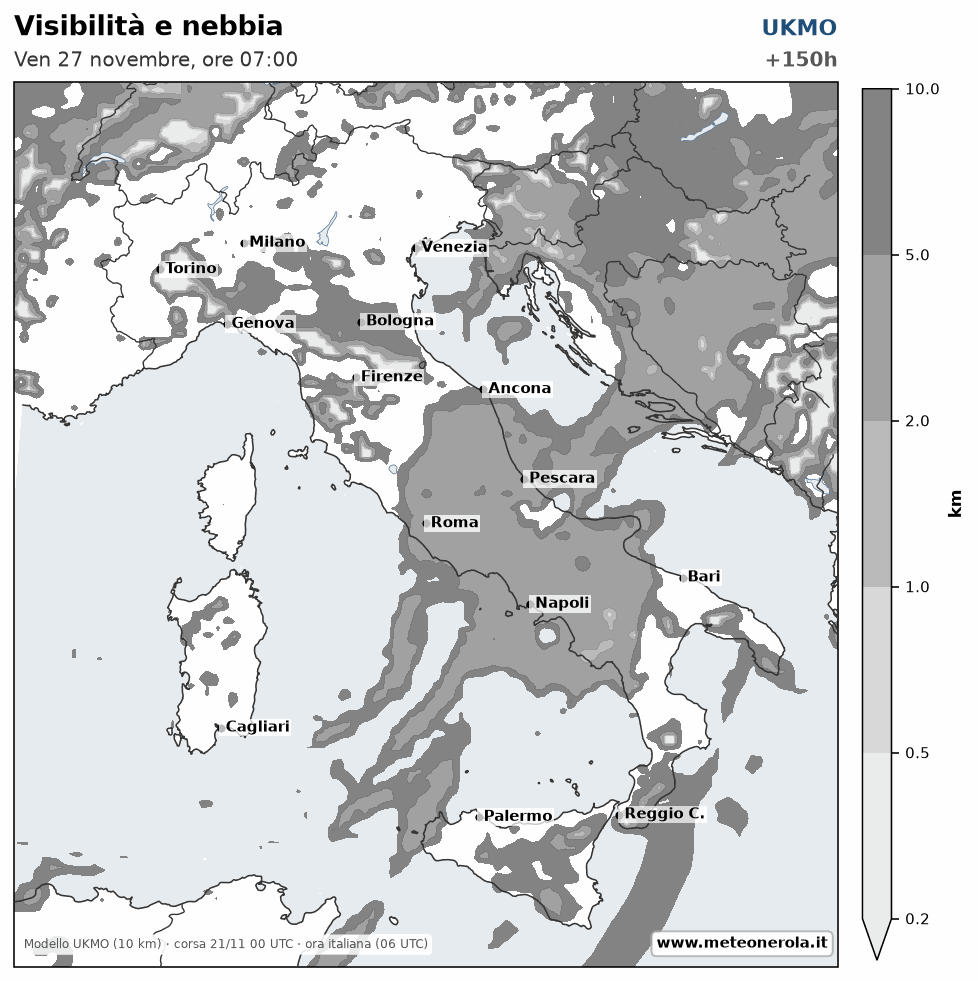 Visibilità e nebbia
UKMO
Ven 27 novembre, ore 07:00
+150h
10.0
5.0
2.0
1.0
0.5
0.2
km
Milano
Venezia
Torino
Genova
Bologna
Firenze
Ancona
Pescara
Roma
Bari
Napoli
Cagliari
Palermo
Reggio C.
Modello UKMO (10 km) · corsa 21/11 00 UTC · ora italiana (06 UTC)
www.meteonerola.it